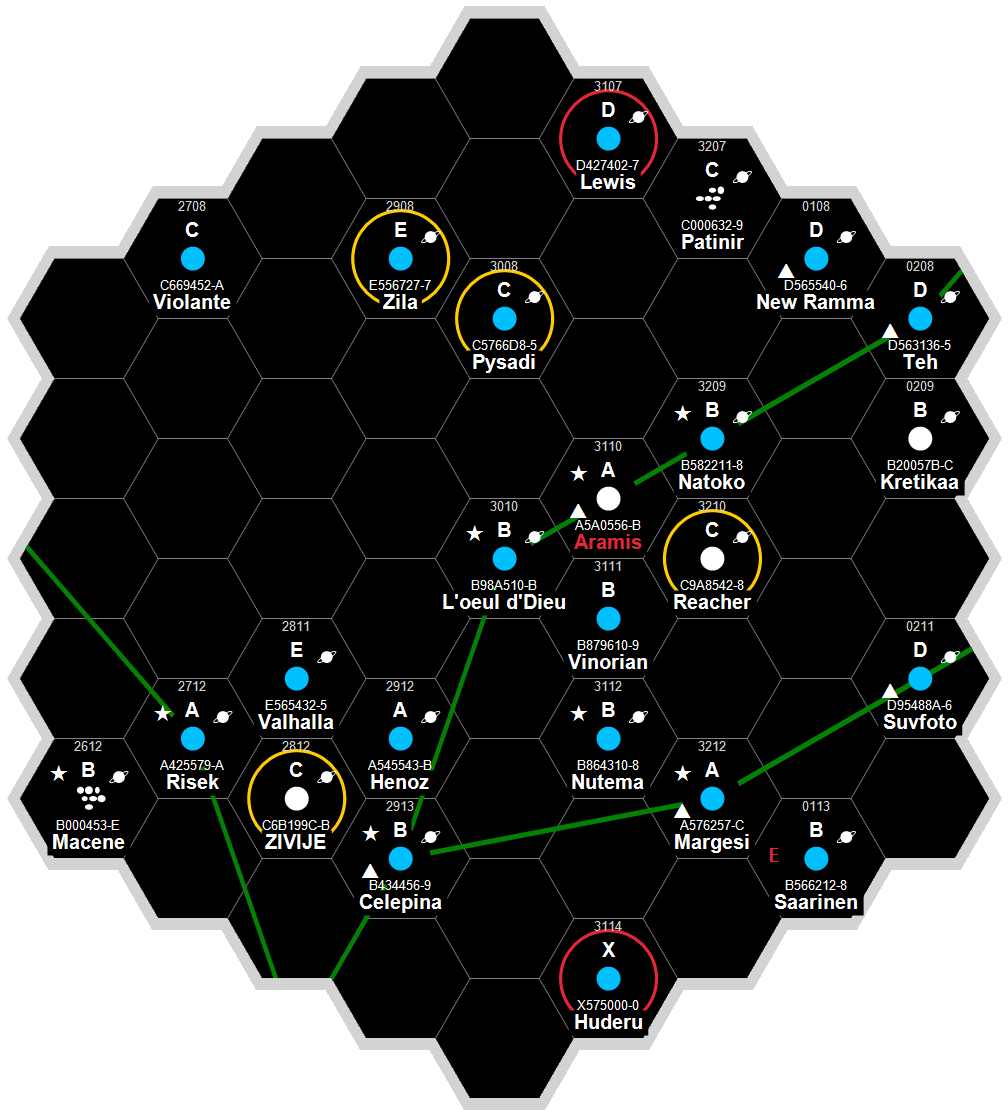 3107
D
D427402-7
Lewis
3207
C
C000632-9
Patinir
2708
C
C669452-A
Violante
2908
E
E556727-7
Zila
0108
D
D565540-6
New Ramma
3008
C
C5766D8-5
Pysadi
0208
D
D563136-5
Teh
3209
B
B582211-8
Natoko
0209
B
B20057B-C
Kretikaa
3110
A
A5A0556-B
Aramis
3010
B
B98A510-B
L'oeul d'Dieu
3210
C
C9A8542-8
Reacher
3111
B
B879610-9
Vinorian
2811
E
E565432-5
Valhalla
0211
D
D95488A-6
Suvfoto
2712
A
A425579-A
Risek
2912
A
A545543-B
Henoz
3112
B
B864310-8
Nutema
2612
B
B000453-E
Macene
2812
C
C6B199C-B
ZIVIJE
3212
A
A576257-C
Margesi
2913
B
B434456-9
Celepina
0113
B
E
B566212-8
Saarinen
3114
X
X575000-0
Huderu